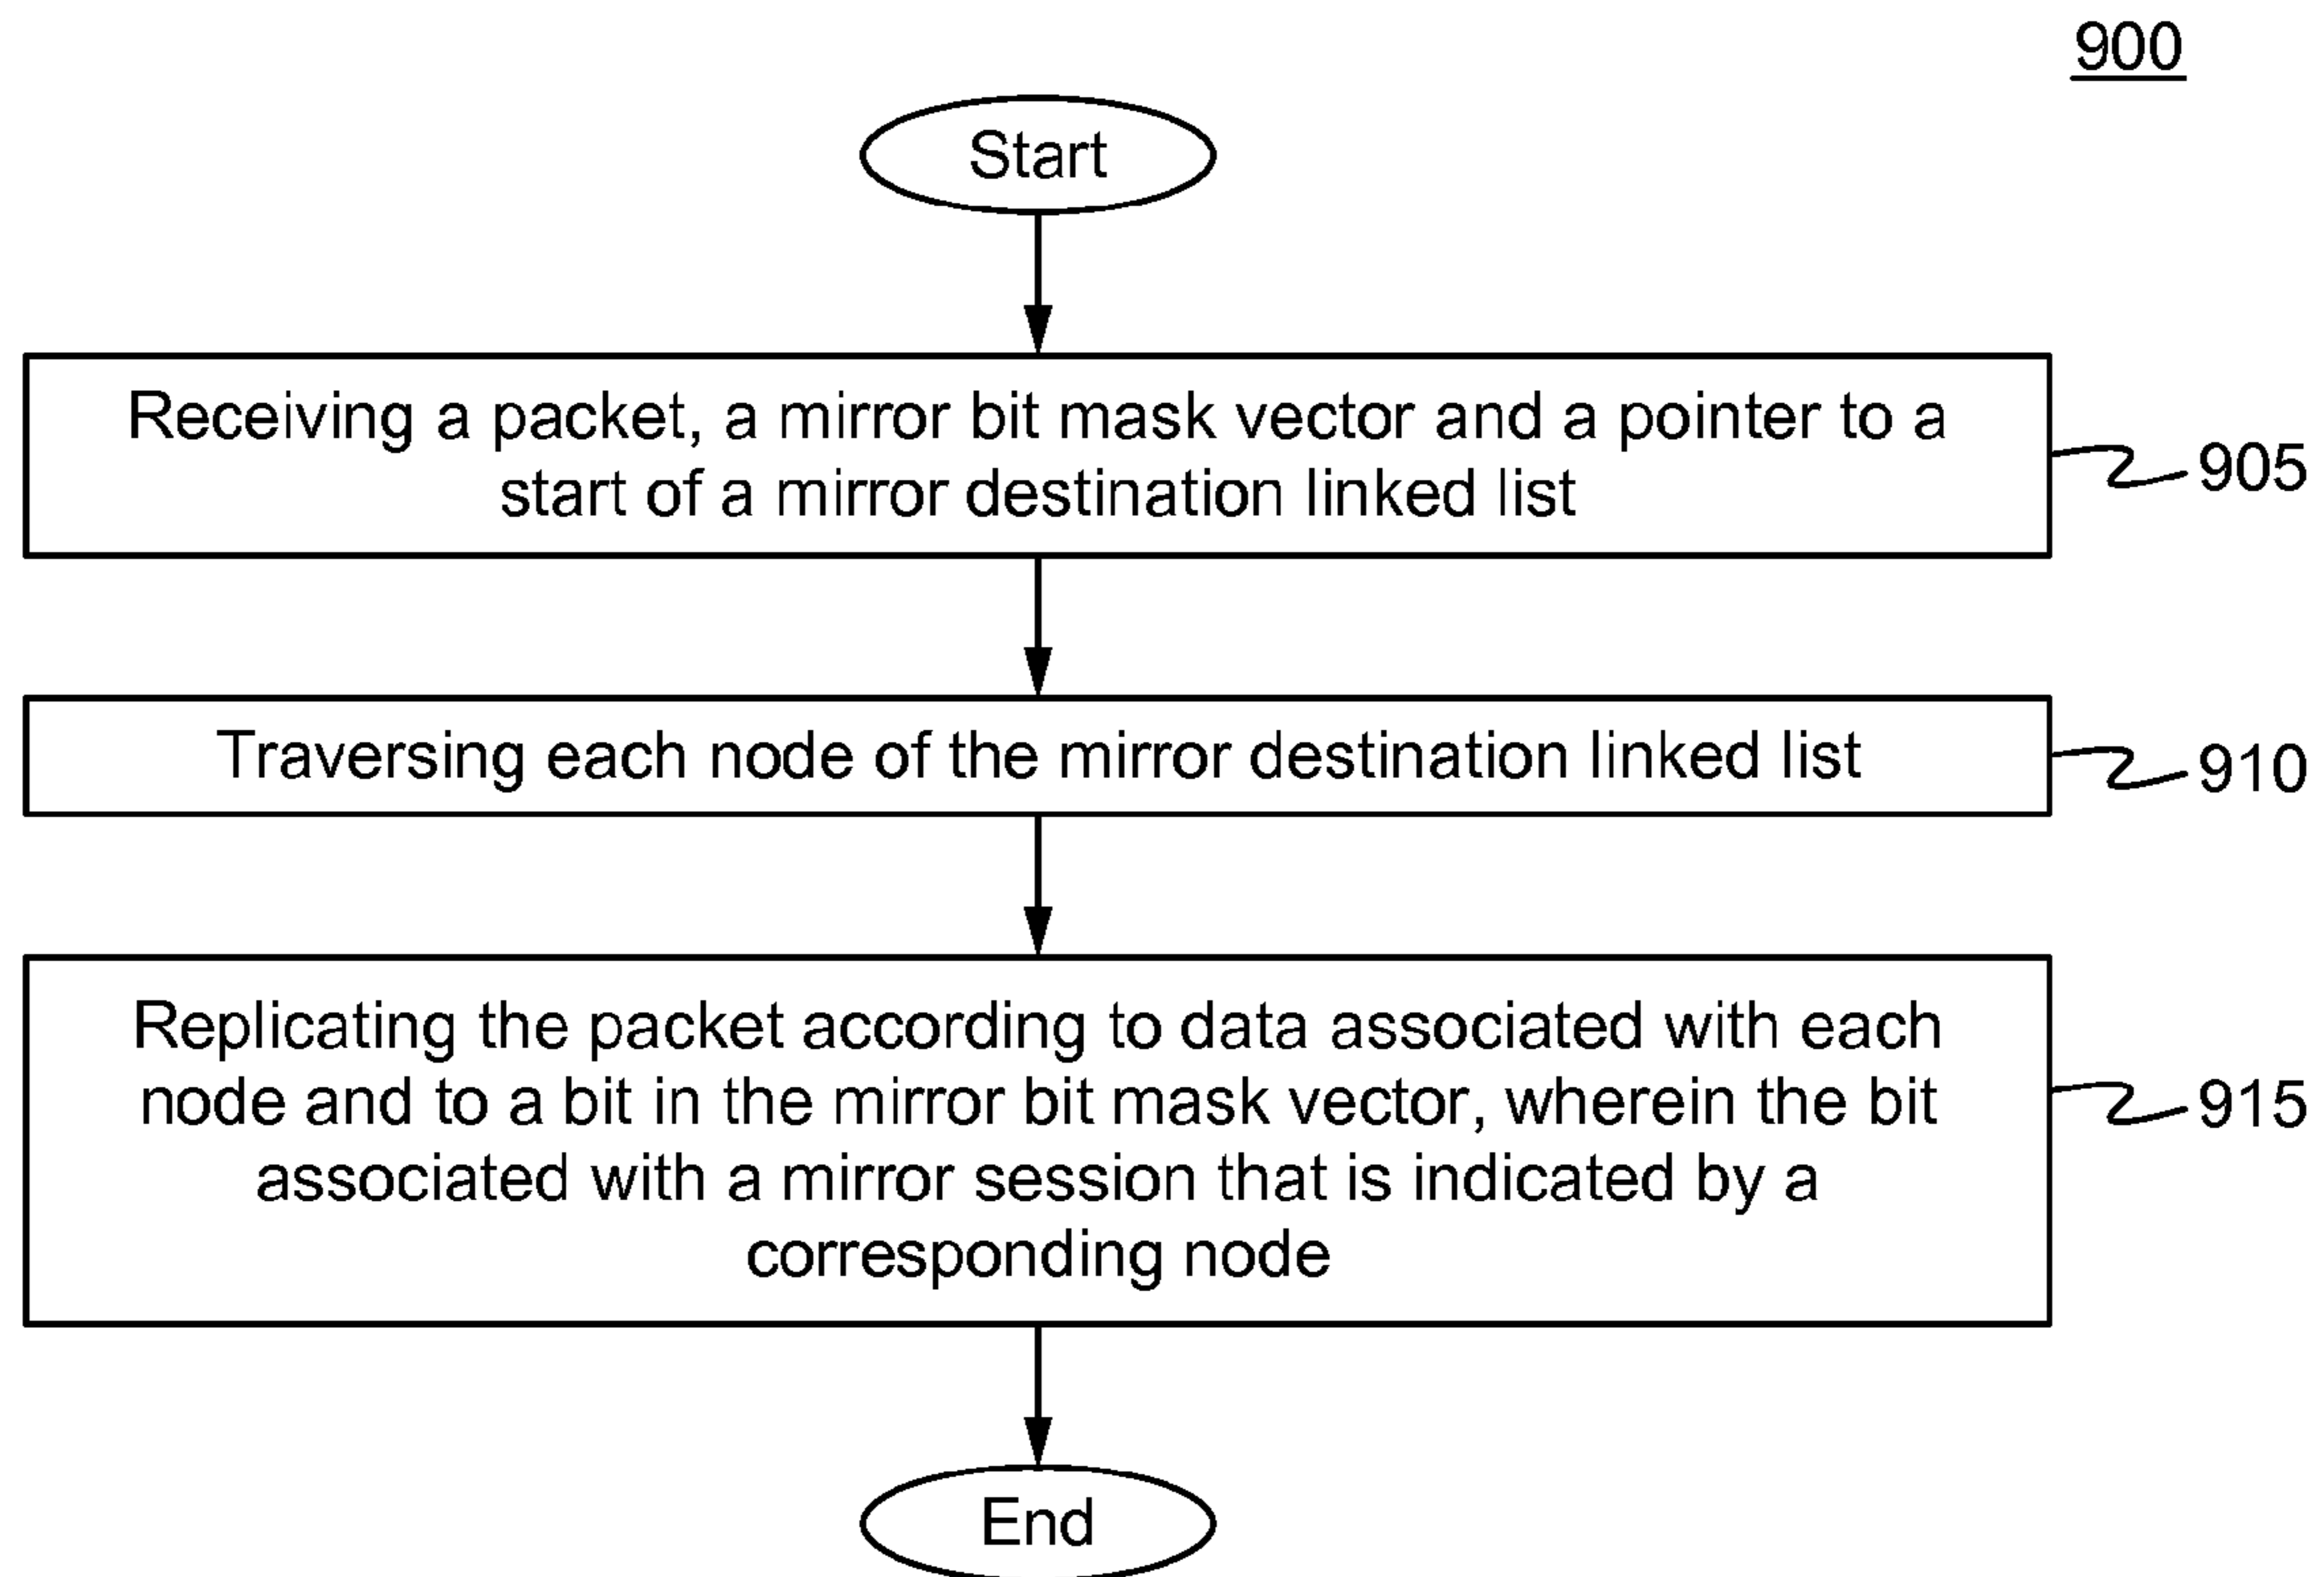 900
Start
Receiving a packet, a mirror bit mask vector and a pointer to a
start of a mirror destination linked list
905
Traversing each node of the mirror destination linked list
910
Replicating the packet according to data associated with each
node and to a bit in the mirror bit mask vector, wherein the bit
associated with a mirror session that is indicated by a
corresponding node
915
End